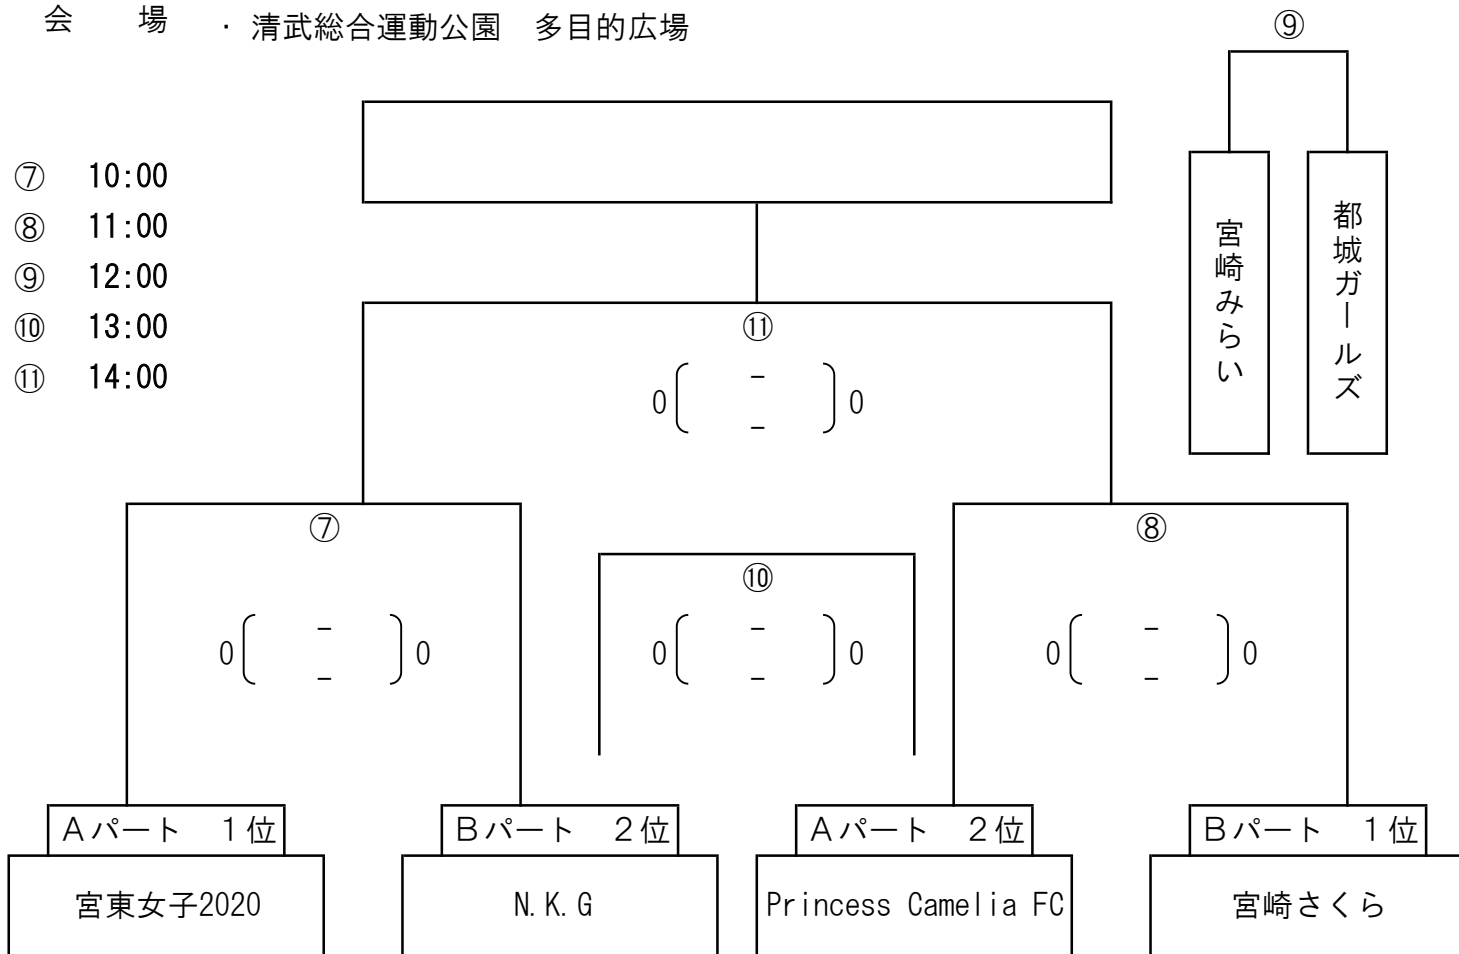 会　場　・清武総合運動公園　多目的広場
⑨
⑦　10:00
⑧　11:00
⑨　12:00
⑩　13:00
⑪　14:00
宮崎みらい
都城ガールズ
⑪
0 ( - - ) 0
⑦
0 ( - - ) 0
⑩
0 ( - - ) 0
⑧
0 ( - - ) 0
Ａパート　１位
Ｂパート　２位
Ａパート　２位
Ｂパート　１位
宮東女子2020
N.K.G
Princess Camelia FC
宮崎さくら